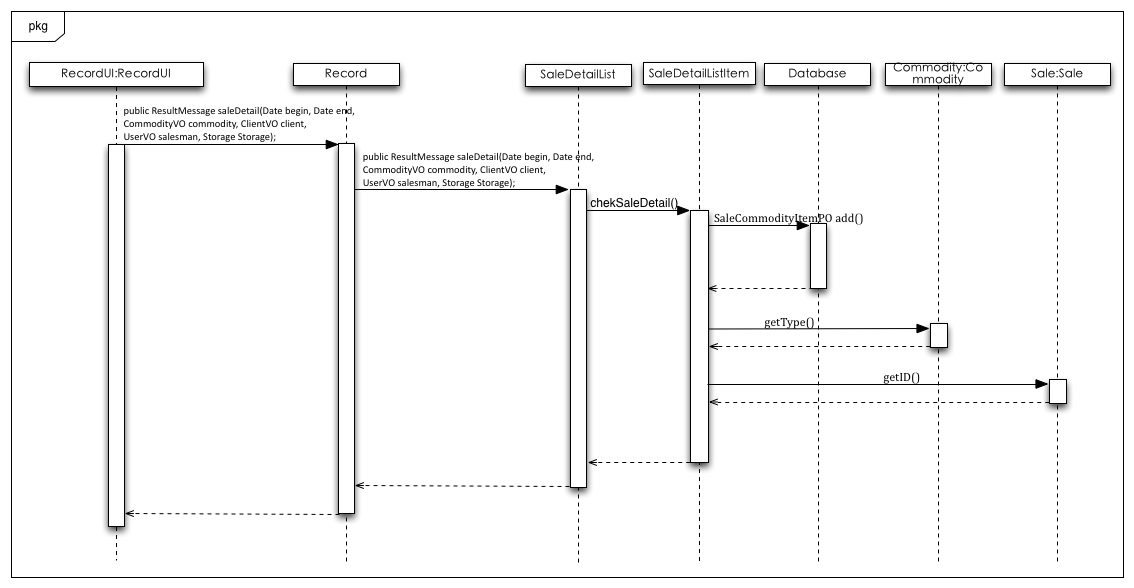 pkg
RecordUI:RecordUI
Record
SaleDetailList
SaleDetailListItem
Database
Commodity:Co
mmodity
Sale:Sale
public ResultMessage saleDetail(Date begin, Date end,
CommodityVO commodity, ClientVO client,
UserVO salesman, Storage Storage);
public ResultMessage saleDetail(Date begin, Date end,
CommodityVO commodity, ClientVO client,
UserVO salesman, Storage Storage);
chekSaleDetail()
SaleCommodityItemPO add()
getType()
getID()